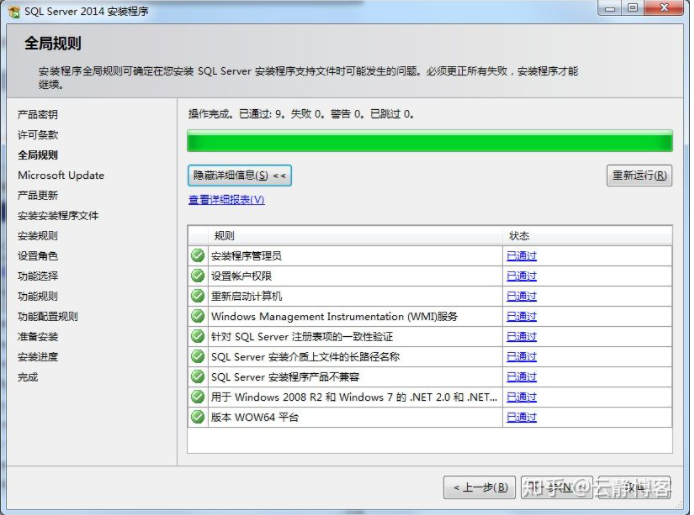 SQL Server 2014 安装程序
全局规则
安装程序全局规则可确定在您安装 SQL Server 安装程序支持文件时可能发生的问题。必须更正所有失败，安装程序才能
继续。
产品密钥
许可条款
全局规则
Microsoft Update
产品更新
安装安装程序文件
安装规则
设置角色
功能选择
功能规则
功能配置规则
准备安装
安装进度
完成
操作完成。已通过: 9。失败 0。警告 0。已跳过 0。
隐藏详细信息(S) <<
重新运行(R)
查看详细报表(V)
规则 状态
安装程序管理员 已通过
设置帐户权限 已通过
重新启动计算机 已通过
Windows Management Instrumentation (WMI)服务 已通过
针对 SQL Server 注册表项的一致性验证 已通过
SQL Server 安装介质上文件的长路径名称 已通过
SQL Server 安装程序产品不兼容 已通过
用于 Windows 2008 R2 和 Windows 7 的 .NET 2.0 和 .NET... 已通过
版本 WOW64 平台 已通过
< 上一步(B)
知乎 @云静博客